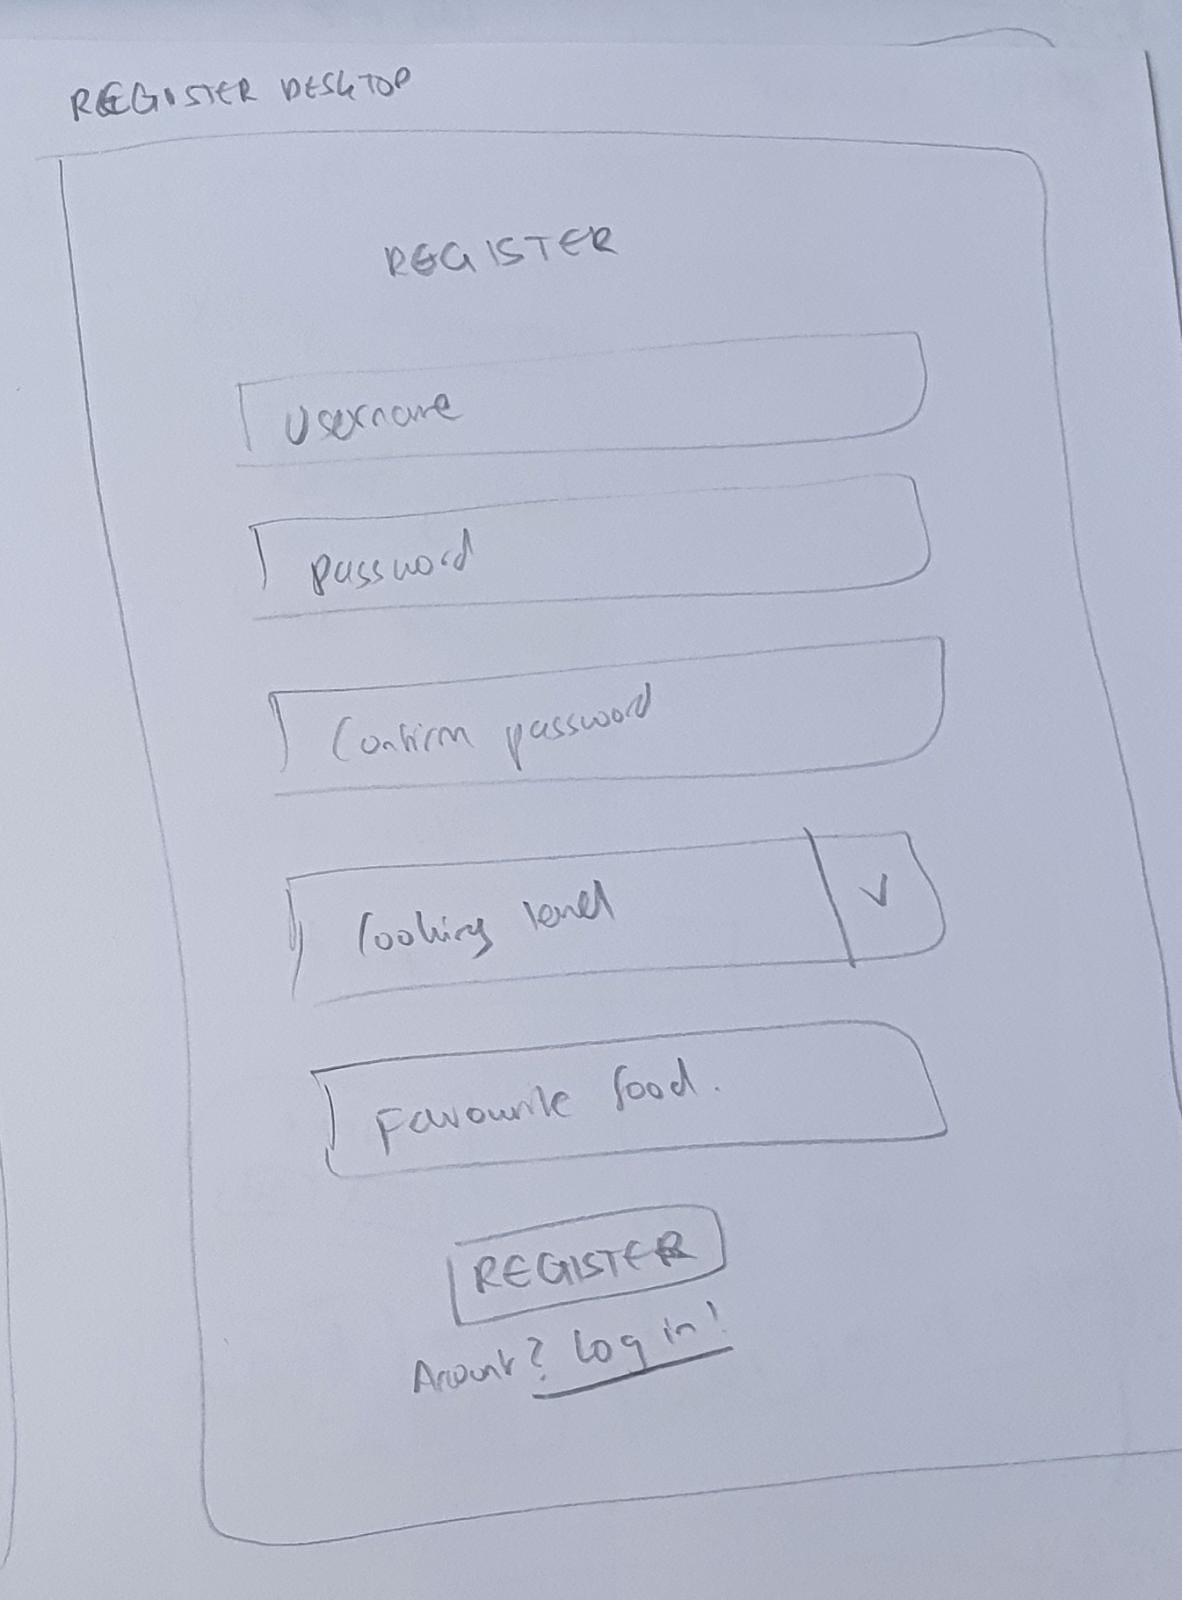 REGISTER DESKTOP
REGISTER
Username
password
Confirm password
Cooking level
V
Favourite food.
REGISTER
Account? Log in!